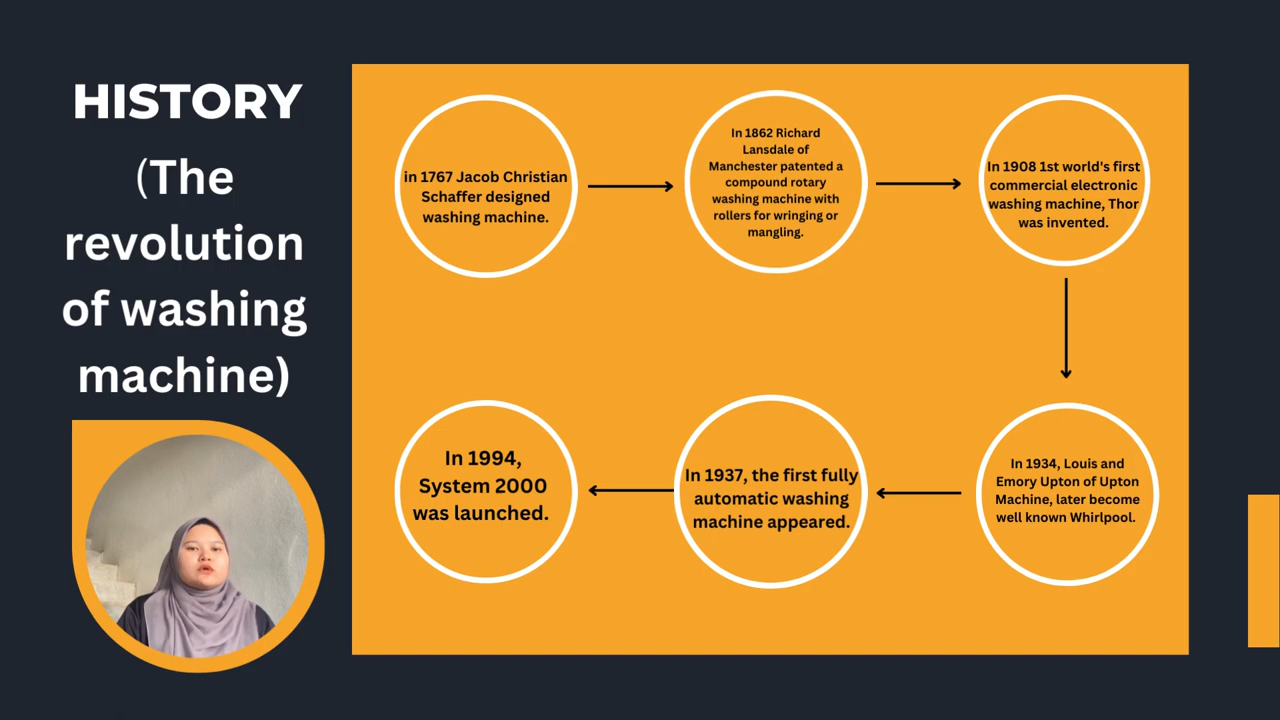 HISTORY
(The
revolution
of washing
machine)
in 1767 Jacob Christian
Schaffer designed
washing machine.
In 1862 Richard
Lansdale of
Manchester patented a
compound rotary
washing machine with
rollers for wringing or
mangling.
In 1908 1st world's first
commercial electronic
washing machine, Thor
was invented.
In 1934, Louis and
Emory Upton of Upton
Machine, later become
well known Whirlpool.
In 1937, the first fully
automatic washing
machine appeared.
In 1994,
System 2000
was launched.